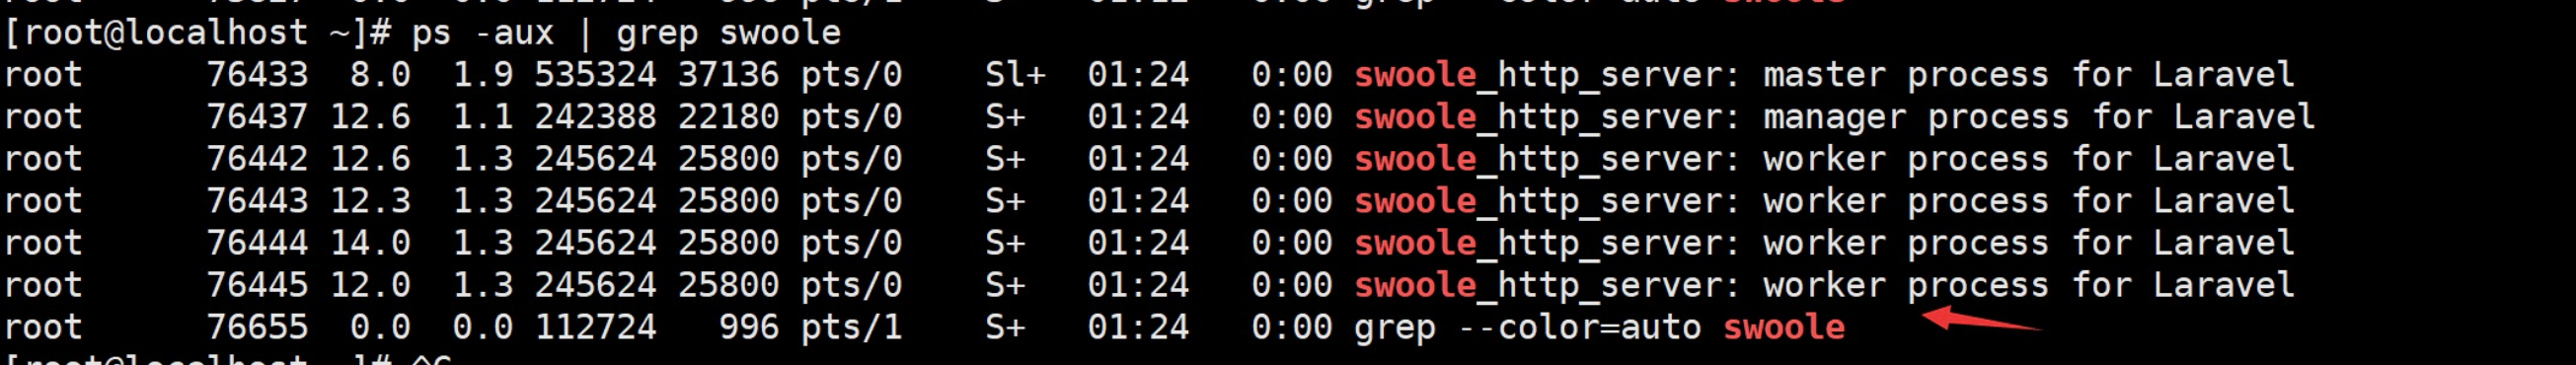 [root@localhost ~]# ps -aux | grep swoole
root 76433 8.0 1.9 535324 37136 pts/0 Sl+ 01:24 0:00 swoole_http_server: master process for Laravel
root 76437 12.6 1.1 242388 22180 pts/0 S+ 01:24 0:00 swoole_http_server: manager process for Laravel
root 76442 12.6 1.3 245624 25800 pts/0 S+ 01:24 0:00 swoole_http_server: worker process for Laravel
root 76443 12.3 1.3 245624 25800 pts/0 S+ 01:24 0:00 swoole_http_server: worker process for Laravel
root 76444 14.0 1.3 245624 25800 pts/0 S+ 01:24 0:00 swoole_http_server: worker process for Laravel
root 76445 12.0 1.3 245624 25800 pts/0 S+ 01:24 0:00 swoole_http_server: worker process for Laravel
root 76655 0.0 0.0 112724 996 pts/1 S+ 01:24 0:00 grep --color=auto swoole